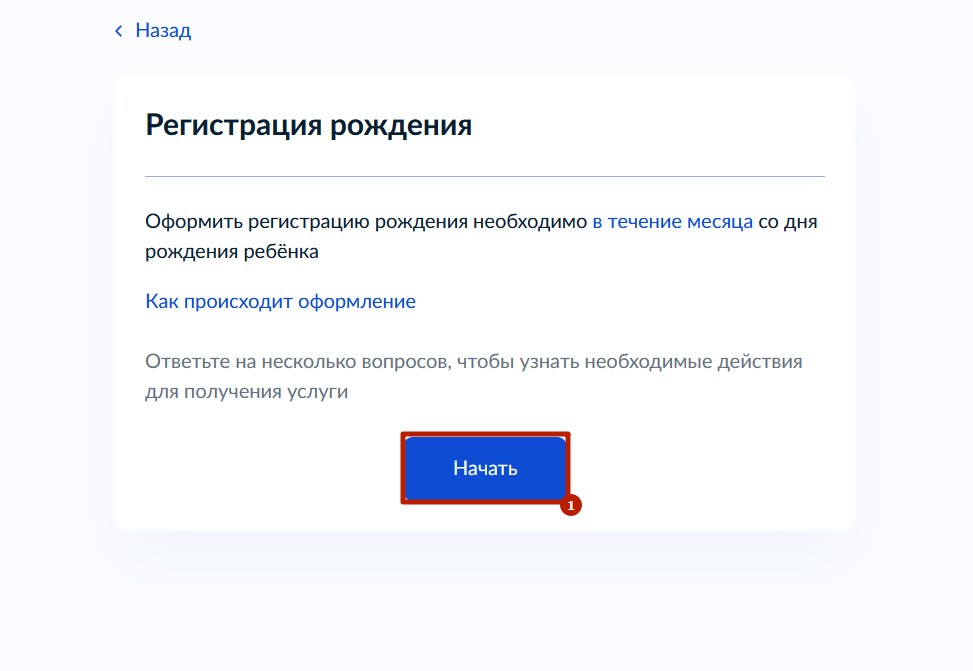 Назад
Регистрация рождения
Оформить регистрацию рождения необходимо в течение месяца со дня
рождения ребёнка
Как происходит оформление
Ответьте на несколько вопросов, чтобы узнать необходимые действия
для получения услуги
Начать
1